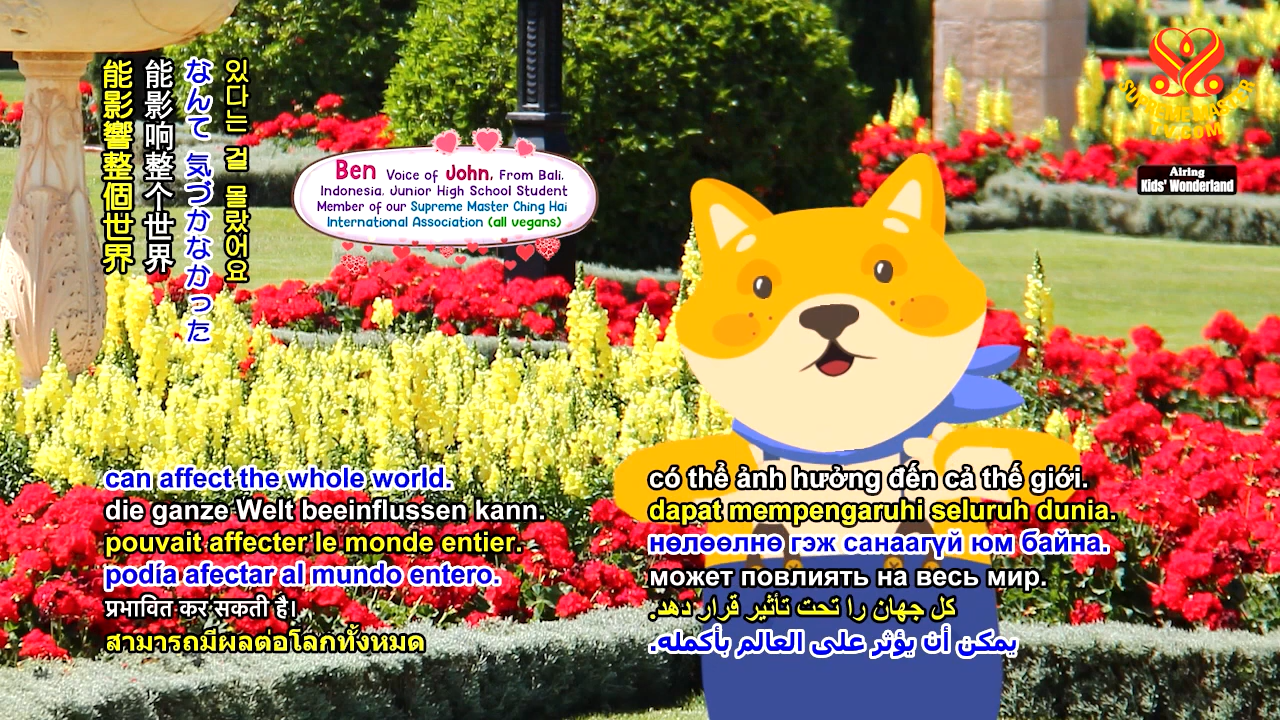 能影響整個世界
能影响整个世界
なんて 気づかなかった
있다는 걸 몰랐어요
Ben Voice of John, From Bali,
Indonesia, Junior High School Student
Member of our Supreme Master Ching Hai
International Association (all vegans)
SUPREME MASTER
TV.COM
Airing
Kids' Wonderland
can affect the whole world.
die ganze Welt beeinflussen kann.
pouvait affecter le monde entier.
podía afectar al mundo entero.
प्रभावित कर सकती है।
สามารถมีผลต่อโลกทั้งหมด
có thể ảnh hưởng đến cả thế giới.
dapat mempengaruhi seluruh dunia.
нөлөөлнө гэж санаагүй юм байна.
может повлиять на весь мир.
کل جهان را تحت تأثیر قرار دهد.
يمكن أن يؤثر على العالم بأكمله.